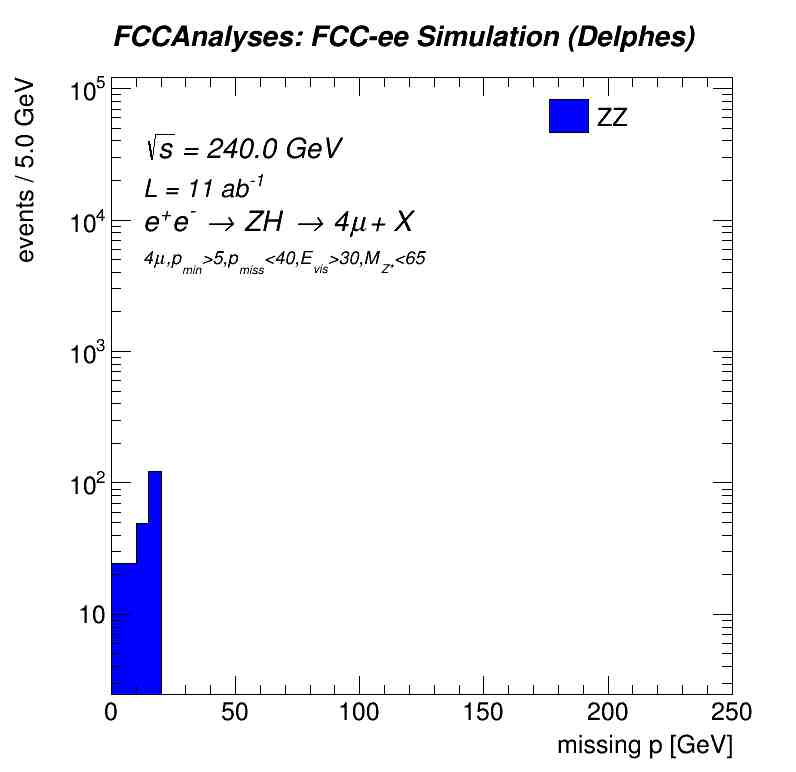 FCCAnalyses: FCC-ee Simulation (Delphes)
events / 5.0 GeV
10⁵
10⁴
10³
10²
10
ZZ
√s = 240.0 GeV
L = 11 ab⁻¹
e⁺e⁻ → ZH → 4μ + X
4μ,p_min>5,p_miss<40,E_vis>30,M_Z*<65
0 50 100 150 200 250
missing p [GeV]